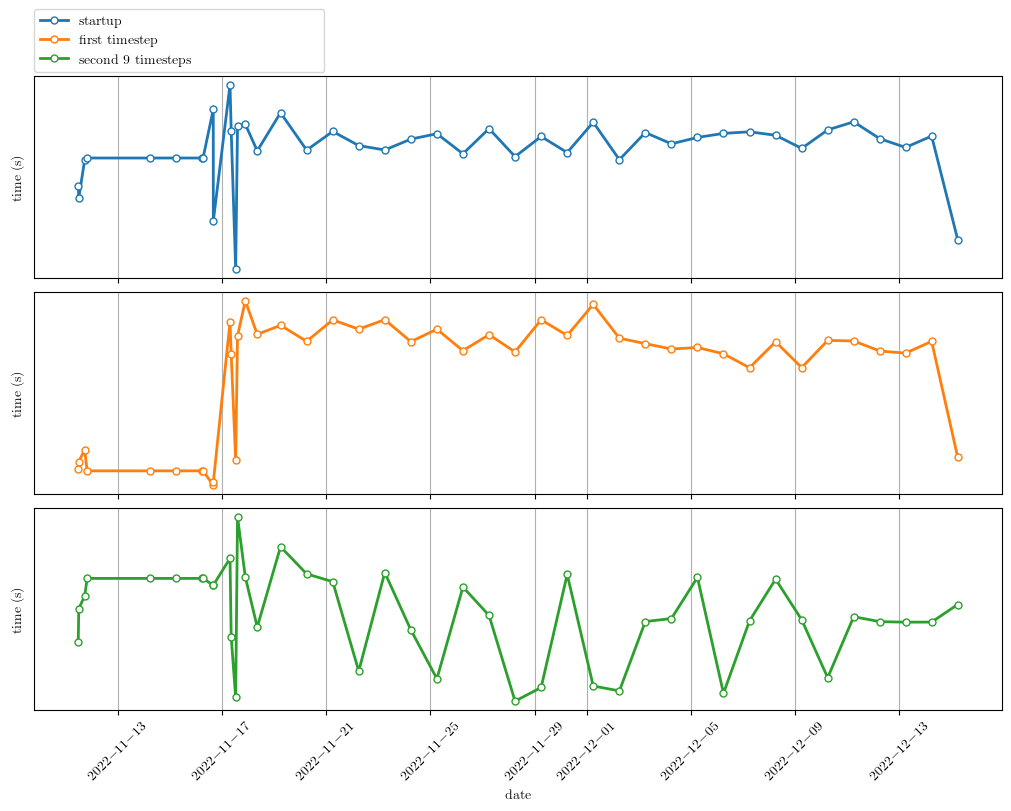 startup
first timestep
second 9 timesteps
time (s)
time (s)
time (s)
2022−11−13
2022−11−17
2022−11−21
2022−11−25
2022−11−29
2022−12−01
2022−12−05
2022−12−09
2022−12−13
date